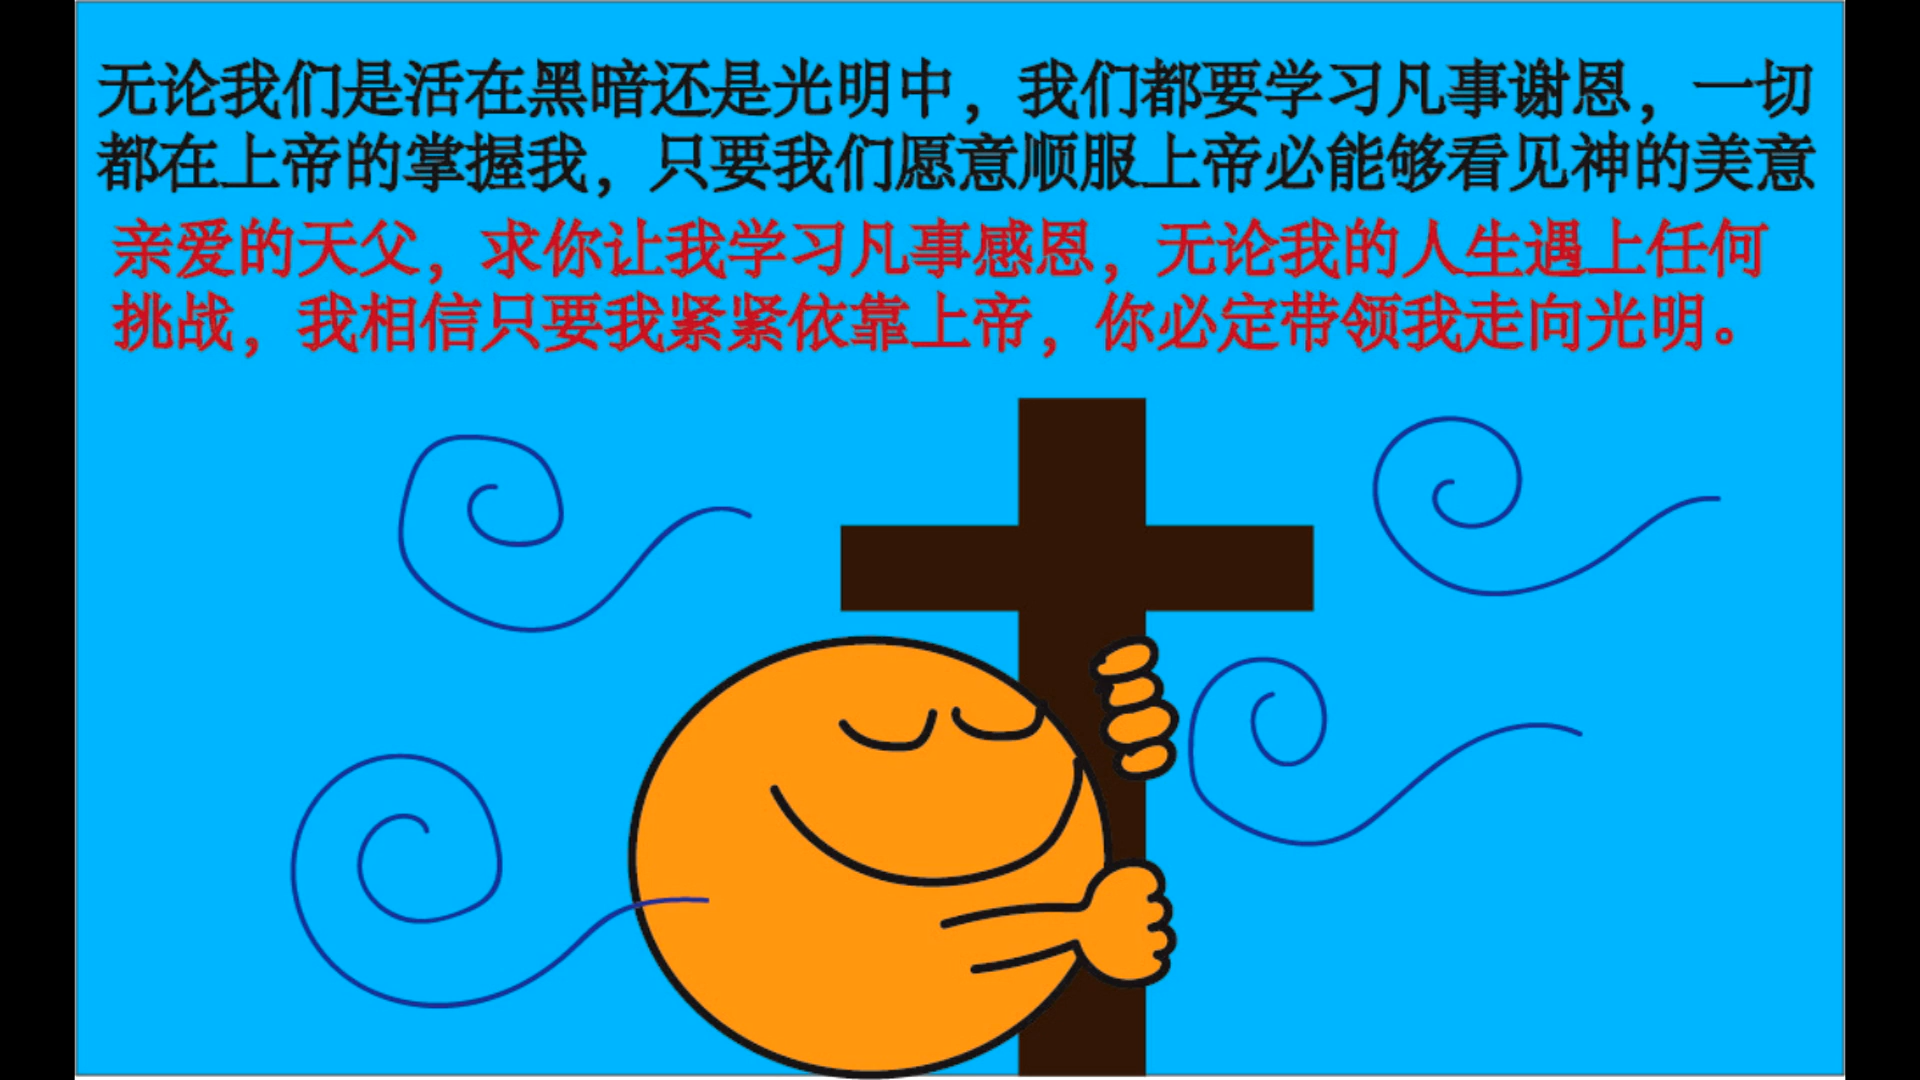 无论我们是活在黑暗还是光明中，我们都要学习凡事谢恩，一切
都在上帝的掌握我，只要我们愿意顺服上帝必能够看见神的美意
亲爱的天父，求你让我学习凡事感恩，无论我的人生遇上任何
挑战，我相信只要我紧紧依靠上帝，你必定带领我走向光明。